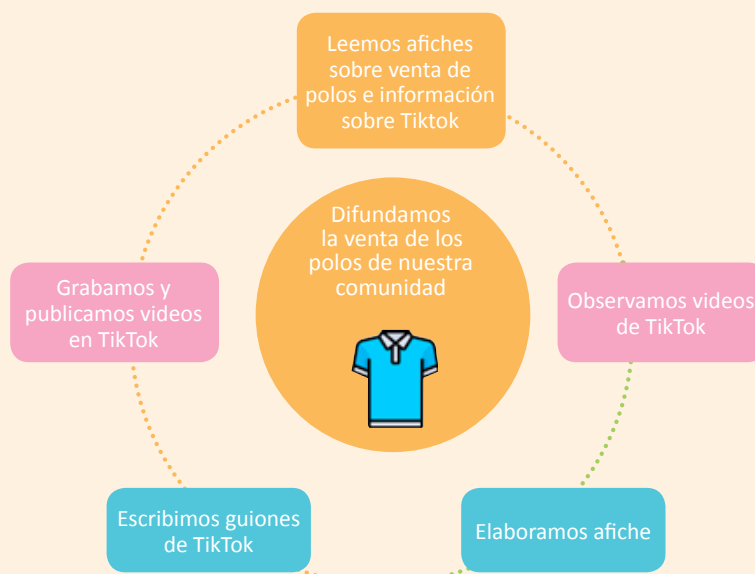 Leemos afiches
sobre venta de
polos e información
sobre Tiktok
Difundamos
la venta de los
polos de nuestra
comunidad
Grabamos y
publicamos videos
en TikTok
Observamos videos
de TikTok
Escribimos guiones
de TikTok
Elaboramos afiche